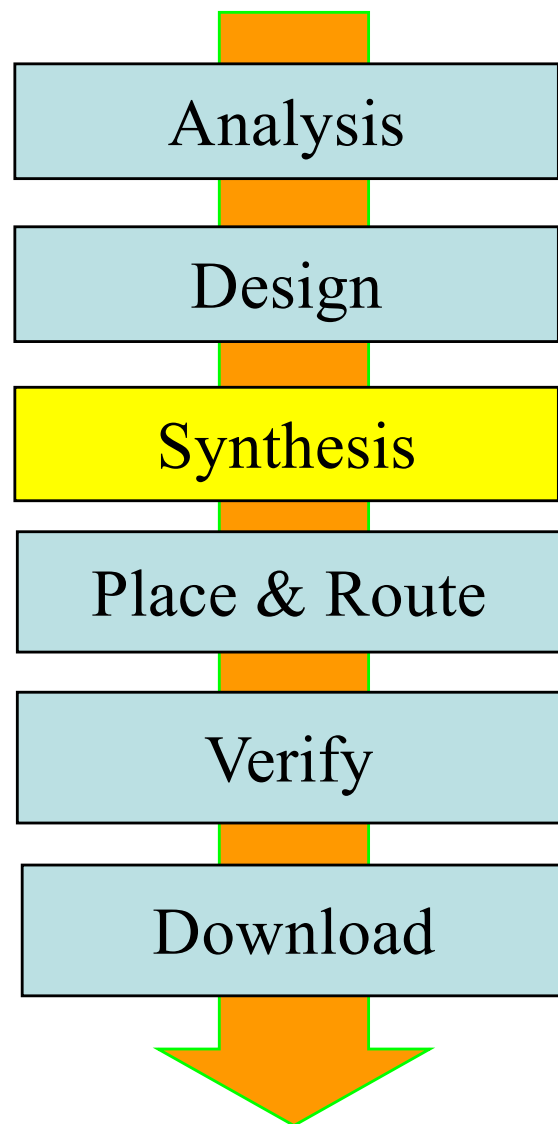 Analysis
Design
Synthesis
Place & Route
Verify
Download